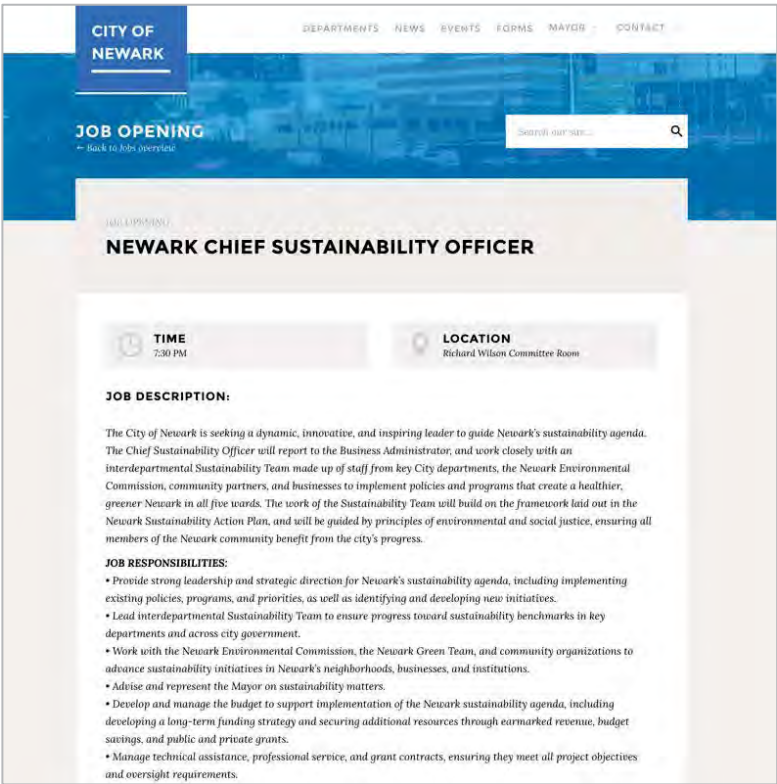 CITY OF
NEWARK
DEPARTMENTS NEWS EVENTS FORMS MAYOR CONTACT
JOB OPENING
← Back to Jobs overview
Search our site...
JOB OPENING
NEWARK CHIEF SUSTAINABILITY OFFICER
TIME
7:30 PM
LOCATION
Richard Wilson Committee Room
JOB DESCRIPTION:
The City of Newark is seeking a dynamic, innovative, and inspiring leader to guide Newark's sustainability agenda.
The Chief Sustainability Officer will report to the Business Administrator, and work closely with an
interdepartmental Sustainability Team made up of staff from key City departments, the Newark Environmental
Commission, community partners, and businesses to implement policies and programs that create a healthier,
greener Newark in all five wards. The work of the Sustainability Team will build on the framework laid out in the
Newark Sustainability Action Plan, and will be guided by principles of environmental and social justice, ensuring all
members of the Newark community benefit from the city's progress.
JOB RESPONSIBILITIES:
• Provide strong leadership and strategic direction for Newark's sustainability agenda, including implementing
existing policies, programs, and priorities, as well as identifying and developing new initiatives.
• Lead interdepartmental Sustainability Team to ensure progress toward sustainability benchmarks in key
departments and across city government.
• Work with the Newark Environmental Commission, the Newark Green Team, and community organizations to
advance sustainability initiatives in Newark's neighborhoods, businesses, and institutions.
• Advise and represent the Mayor on sustainability matters.
• Develop and manage the budget to support implementation of the Newark sustainability agenda, including
developing a long-term funding strategy and securing additional resources through earmarked revenue, budget
savings, and public and private grants.
• Manage technical assistance, professional service, and grant contracts, ensuring they meet all project objectives
and oversight requirements.